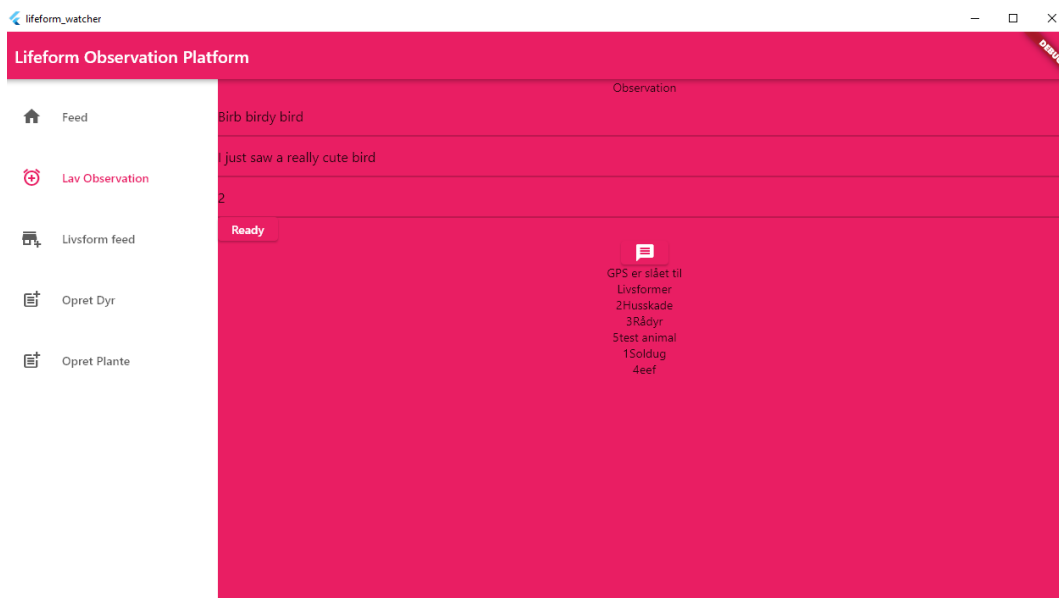 lifeform_watcher
Lifeform Observation Platform
Feed
Lav Observation
Livsform feed
Opret Dyr
Opret Plante
Observation
Birb birdy bird
I just saw a really cute bird
2
Ready
GPS er slået til
Livsformer
2Husskade
3Rådyr
5test animal
1Soldug
4eef